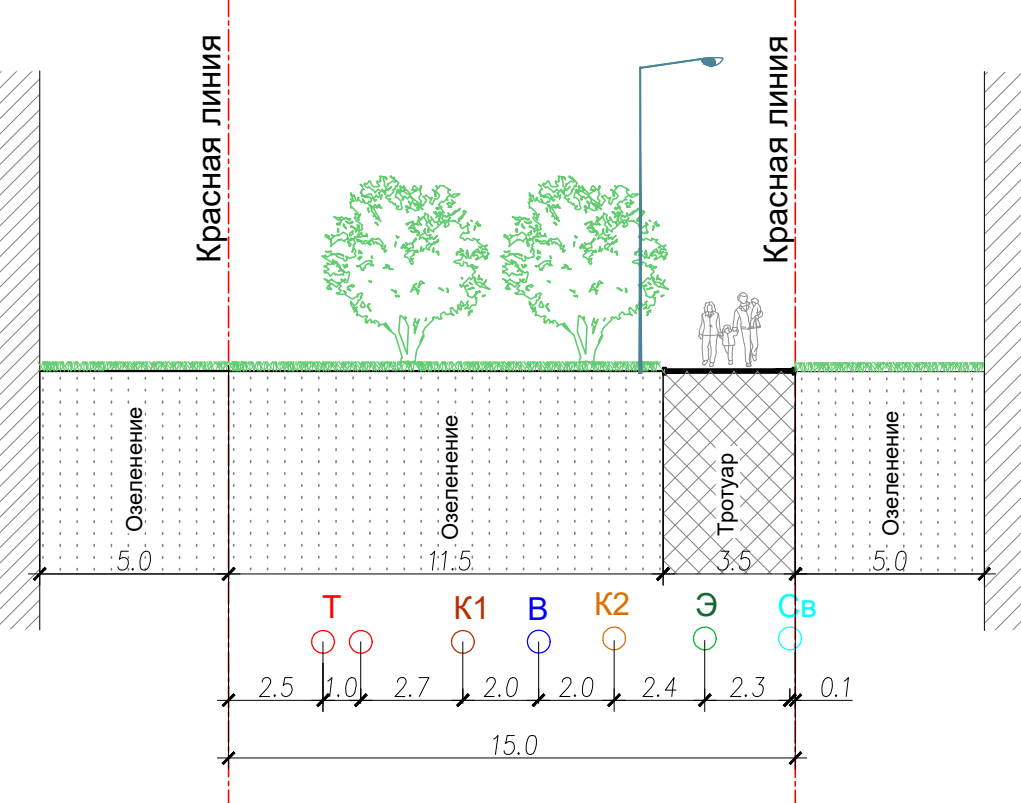 Красная линия
Красная линия
Озеленение
Озеленение
Тротуар
Озеленение
5.0
11.5
3.5
5.0
Т
К1
В
К2
Э
Св
2.5
1.0
2.7
2.0
2.0
2.4
2.3
0.1
15.0